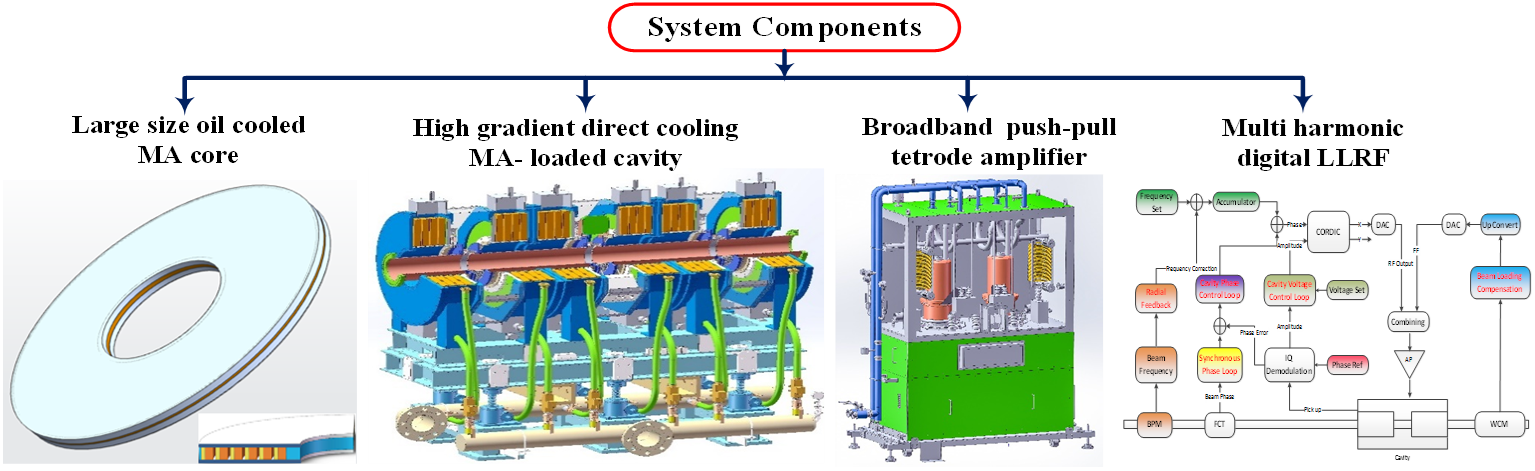 System Components
Large size oil cooled
MA core
High gradient direct cooling
MA- loaded cavity
Broadband push-pull
tetrode amplifier
Multi harmonic
digital LLRF
Frequency
Set
Accumulator
Phase
Amplitude
CORDIC
X
Y
DAC
DAC
Up Convert
RF Output
FF
Frequency Correction
Radial
Feedback
Cavity Phase
Control Loop
Cavity Voltage
Control Loop
Voltage Set
Beam Loading
Compensation
Phase Error
Amplitude
Combining
Beam
Frequency
Synchronous
Phase Loop
IQ
Demodulation
Phase Ref
AP
Beam Phase
Pick up
BPM
FCT
WCM
Cavity